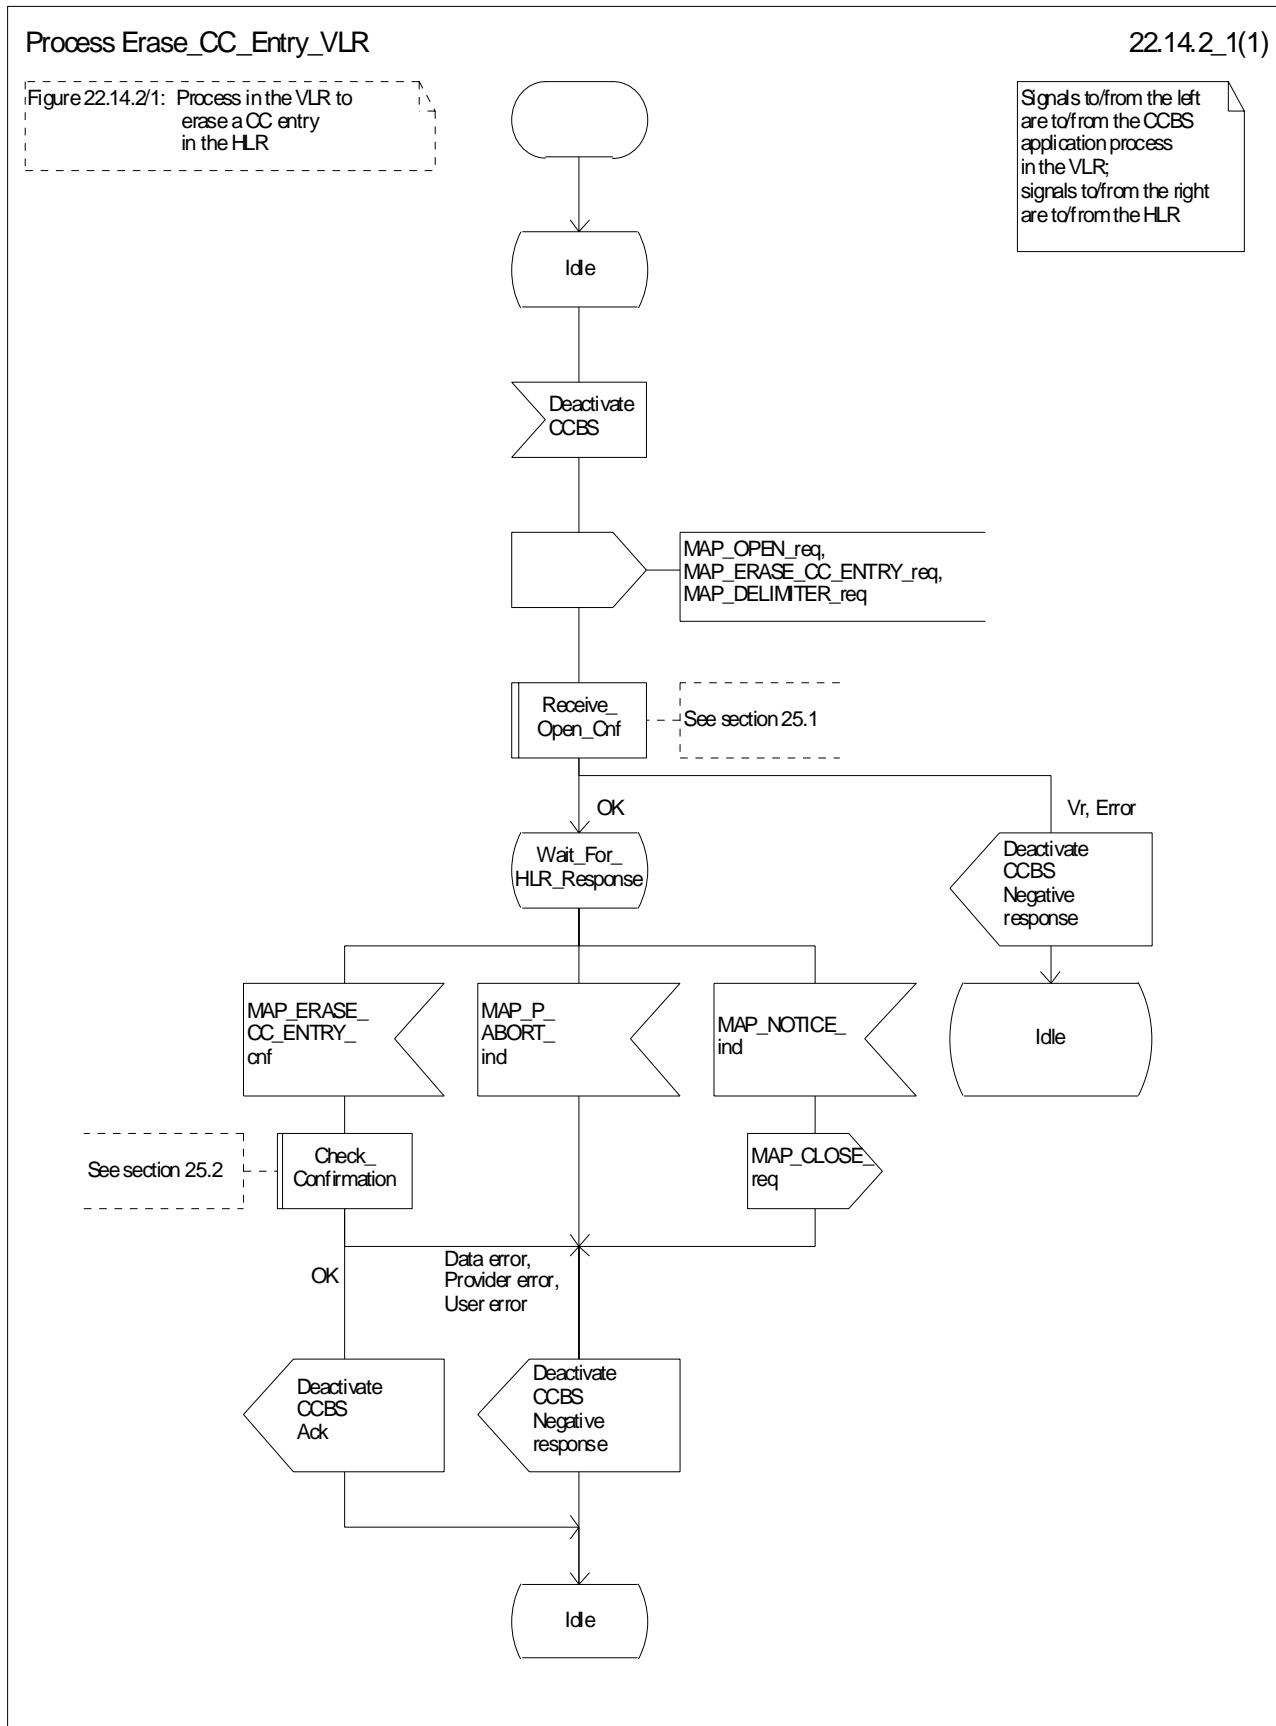 Process Erase_CC_Entry_VLR
22.14.2_1(1)
Figure 22.14.2/1: Process in the VLR to
erase a CC entry
in the HLR
Signals to/from the left
are to/from the CCBS
application process
in the VLR;
signals to/from the right
are to/from the HLR
Idle
Deactivate
CCBS
MAP_OPEN_req,
MAP_ERASE_CC_ENTRY_req,
MAP_DELIMITER_req
Receive_
Open_Cnf
See section 25.1
OK
Vr, Error
Wait_For_
HLR_Response
Deactivate
CCBS
Negative
response
MAP_ERASE_
CC_ENTRY_
cnf
MAP_P_
ABORT_
ind
MAP_NOTICE_
ind
Idle
See section 25.2
Check_
Confirmation
MAP_CLOSE_
req
OK
Data error,
Provider error,
User error
Deactivate
CCBS
Ack
Deactivate
CCBS
Negative
response
Idle